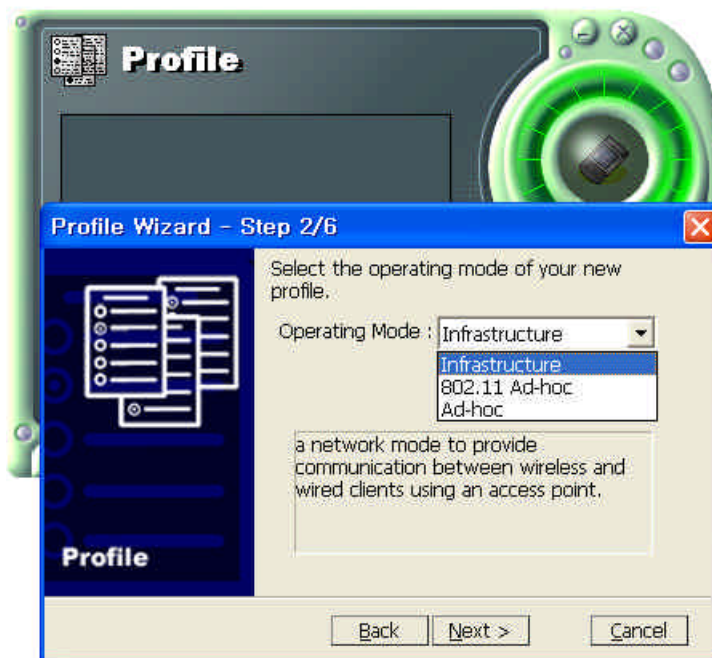 Profile
Profile Wizard - Step 2/6
Select the operating mode of your new
profile.
Operating Mode : Infrastructure
Infrastructure
802.11 Ad-hoc
Ad-hoc
a network mode to provide
communication between wireless and
wired clients using an access point.
Profile
Back Next > Cancel